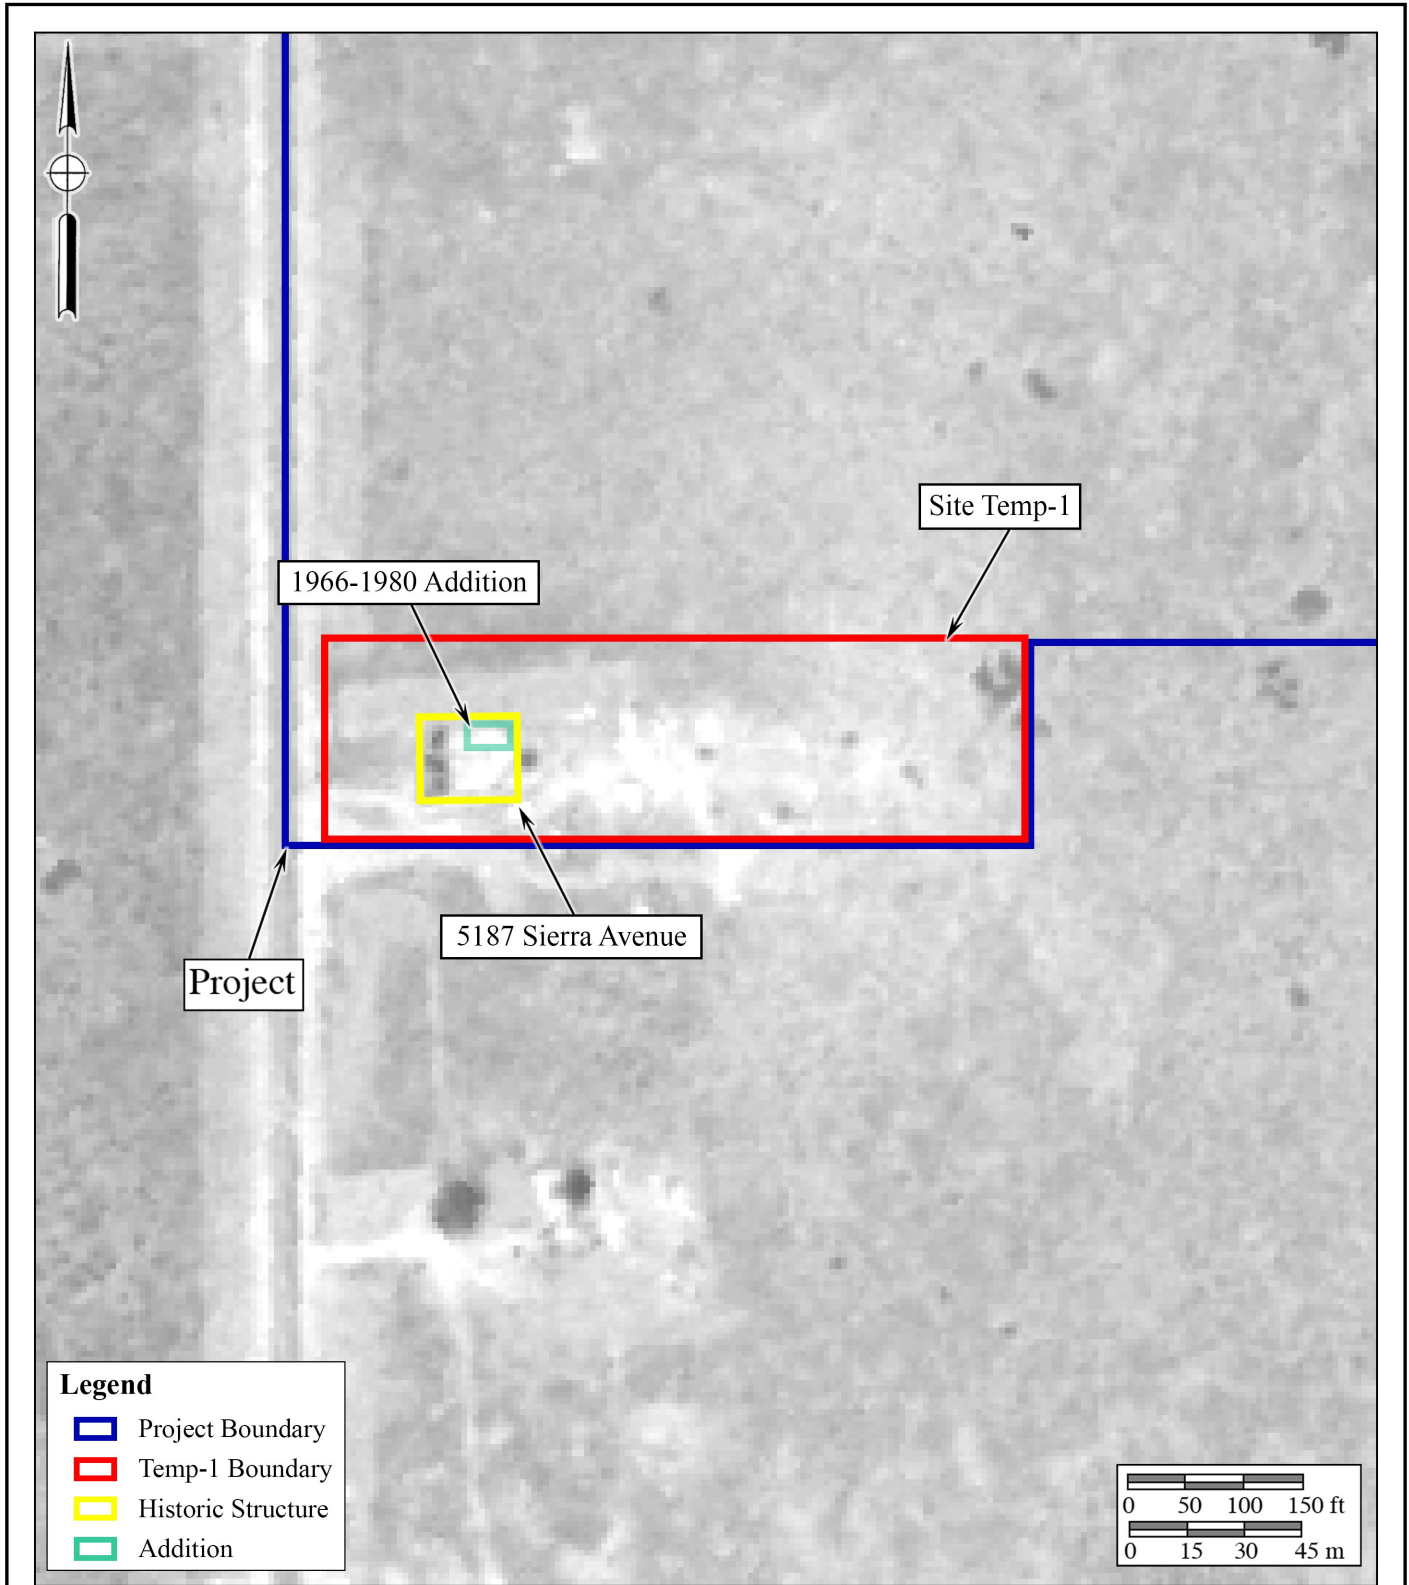 Site Temp-1
1966-1980 Addition
5187 Sierra Avenue
Project
Legend
Project Boundary
Temp-1 Boundary
Historic Structure
Addition
0 50 100 150 ft
0 15 30 45 m